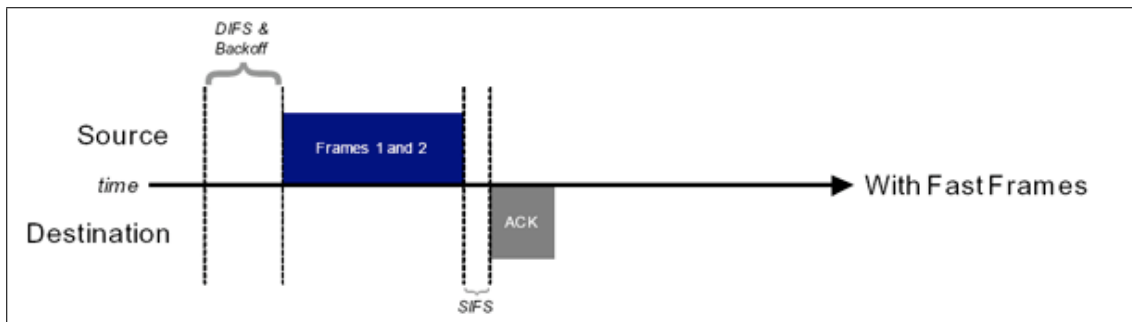 DIFS &
Backoff
Source
Frames 1 and 2
time
With Fast Frames
Destination
ACK
SIFS